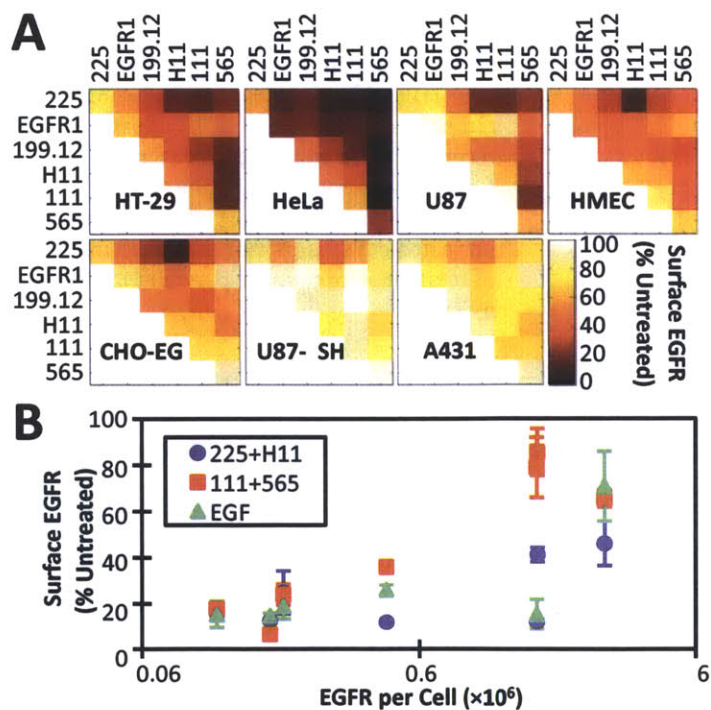 A
225 EGFR1 199.12 H11 111 565 225 EGFR1 199.12 H11 111 565 225 EGFR1 199.12 H11 111 565 225 EGFR1 199.12 H11 111 565
225
EGFR1
199.12
H11
111
565
HT-29 HeLa U87 HMEC
225
EGFR1
199.12
H11
111
565
CHO-EG U87- SH A431
100
80
60
40
20
0
Surface EGFR
(% Untreated)
B
100
80
60
40
20
0
Surface EGFR
(% Untreated)
225+H11
111+565
EGF
0.06 0.6 6
EGFR per Cell (×10⁶)